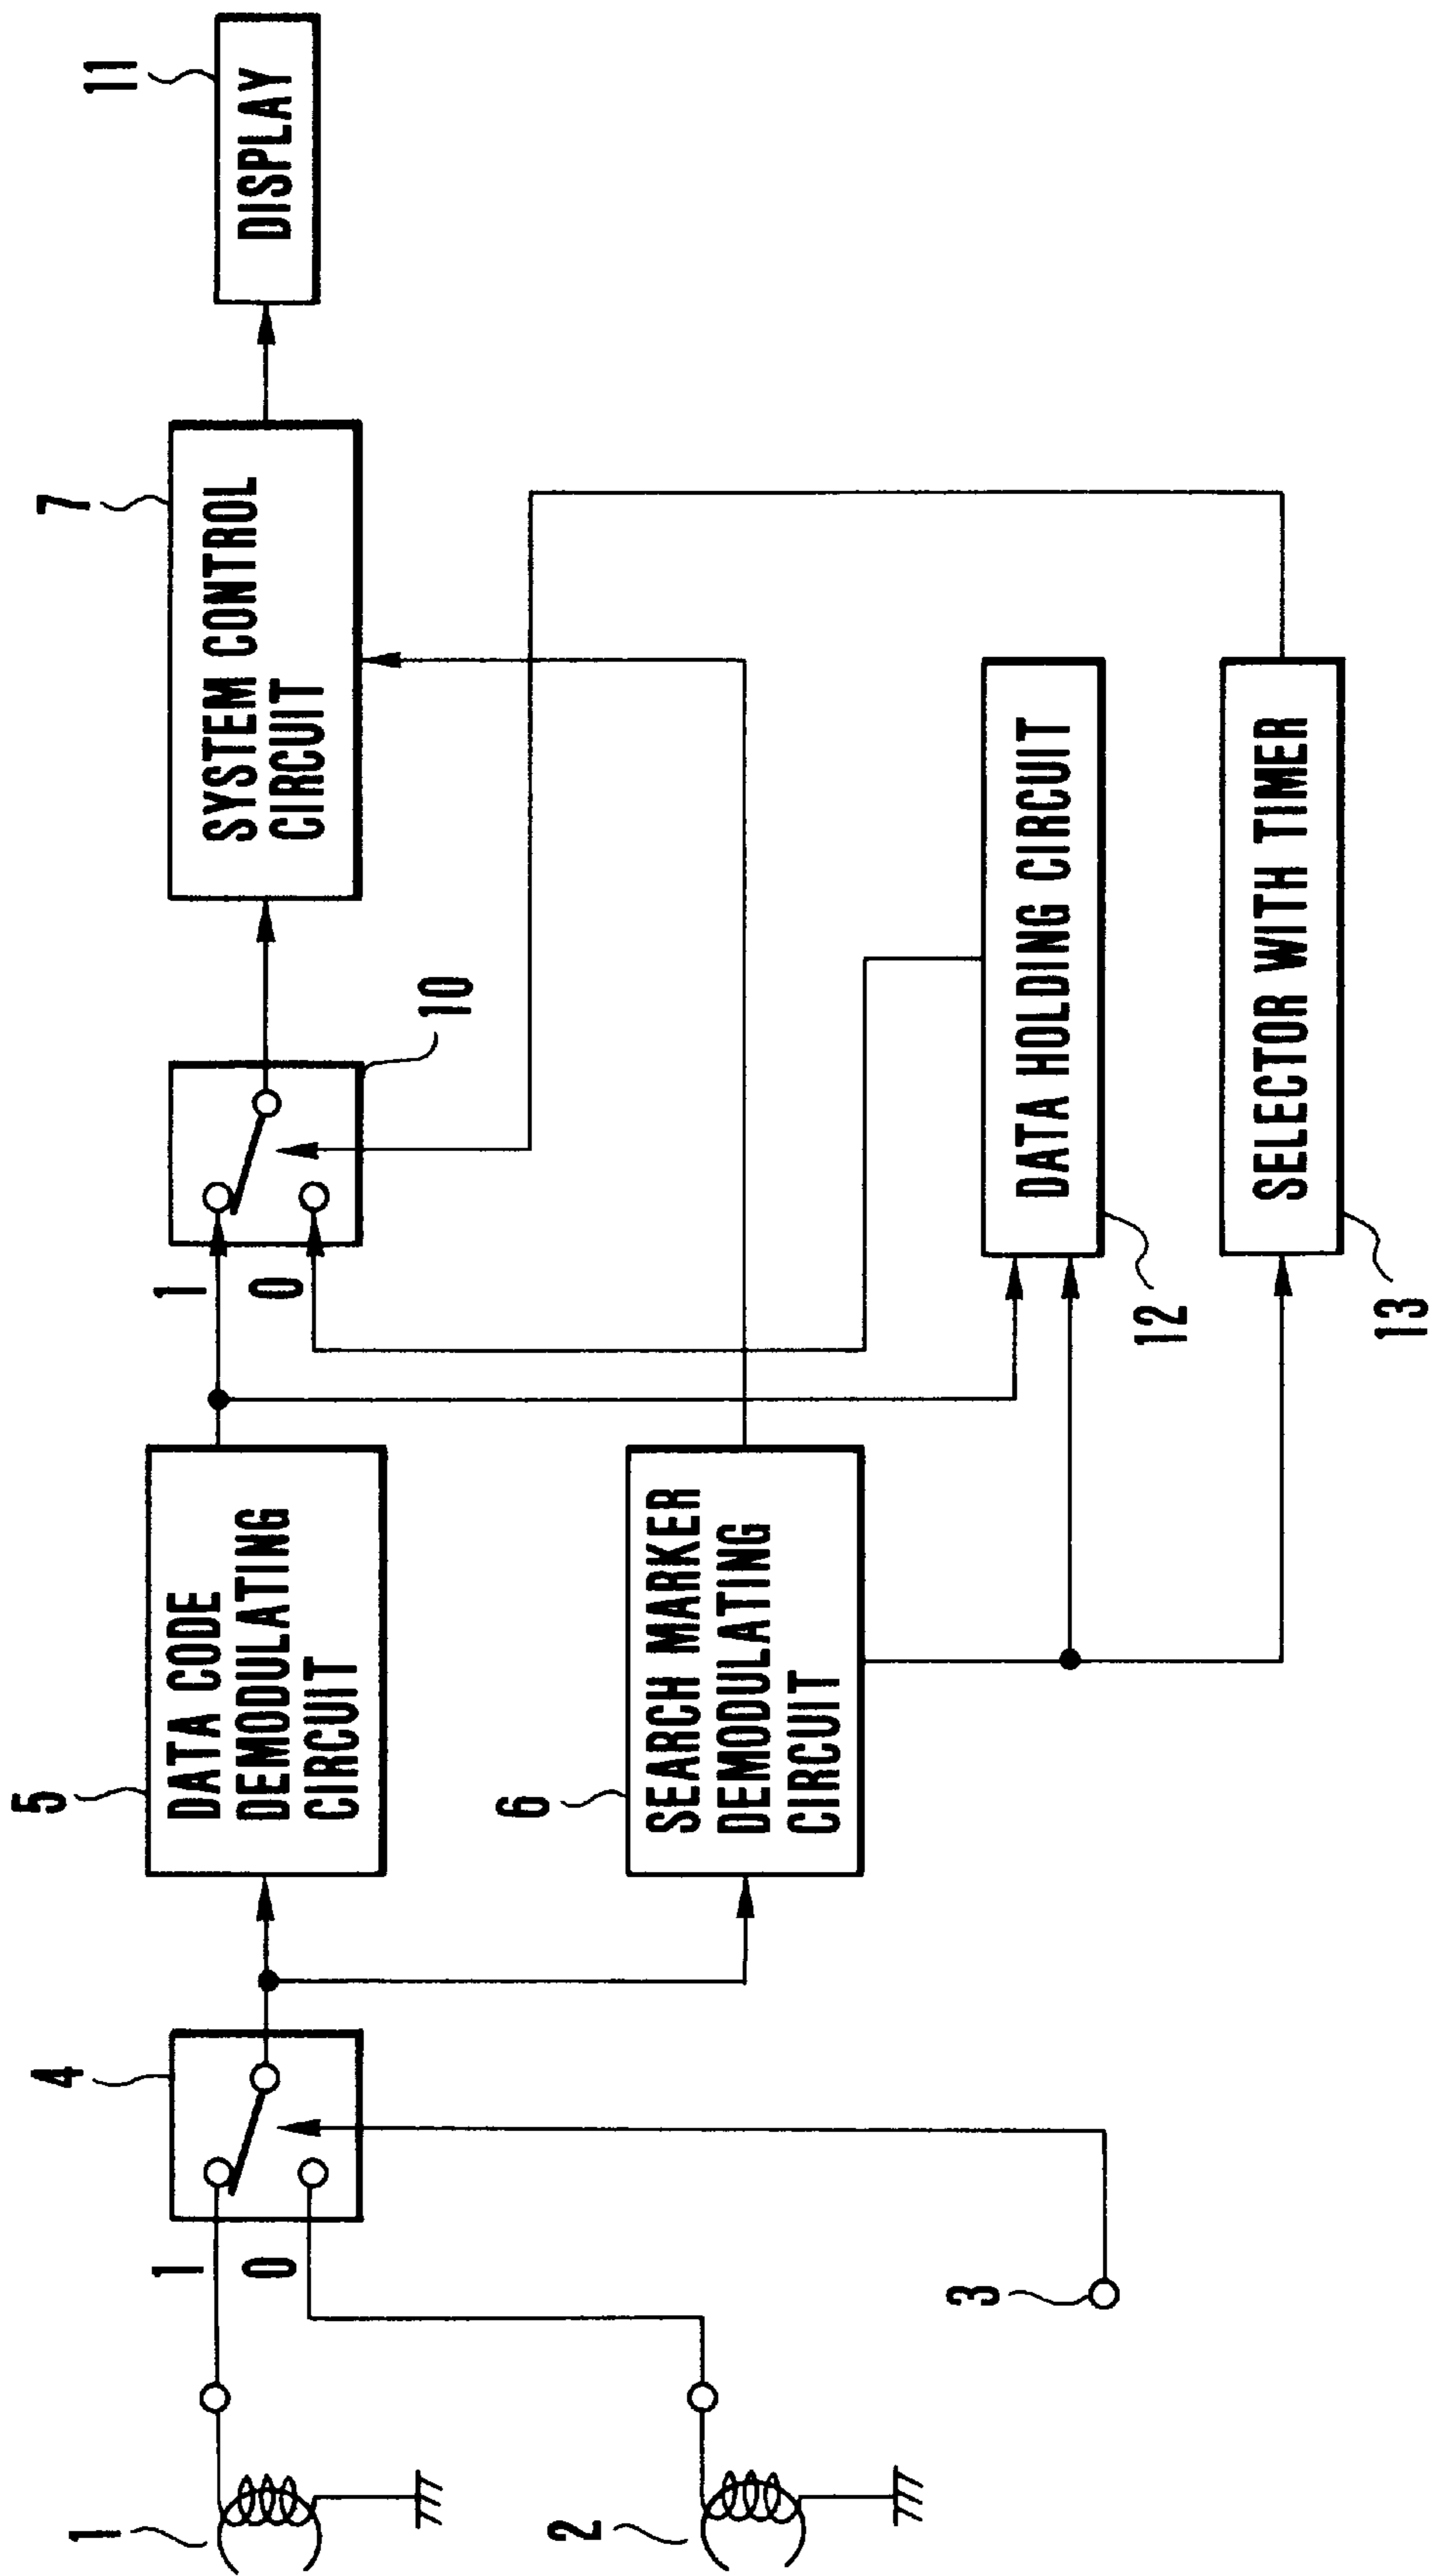 1
2
3
4
1
0
5
DATA CODE
DEMODULATING
CIRCUIT
6
SEARCH MARKER
DEMODULATING
CIRCUIT
1
0
10
7
SYSTEM CONTROL
CIRCUIT
11
DISPLAY
12
DATA HOLDING CIRCUIT
13
SELECTOR WITH TIMER